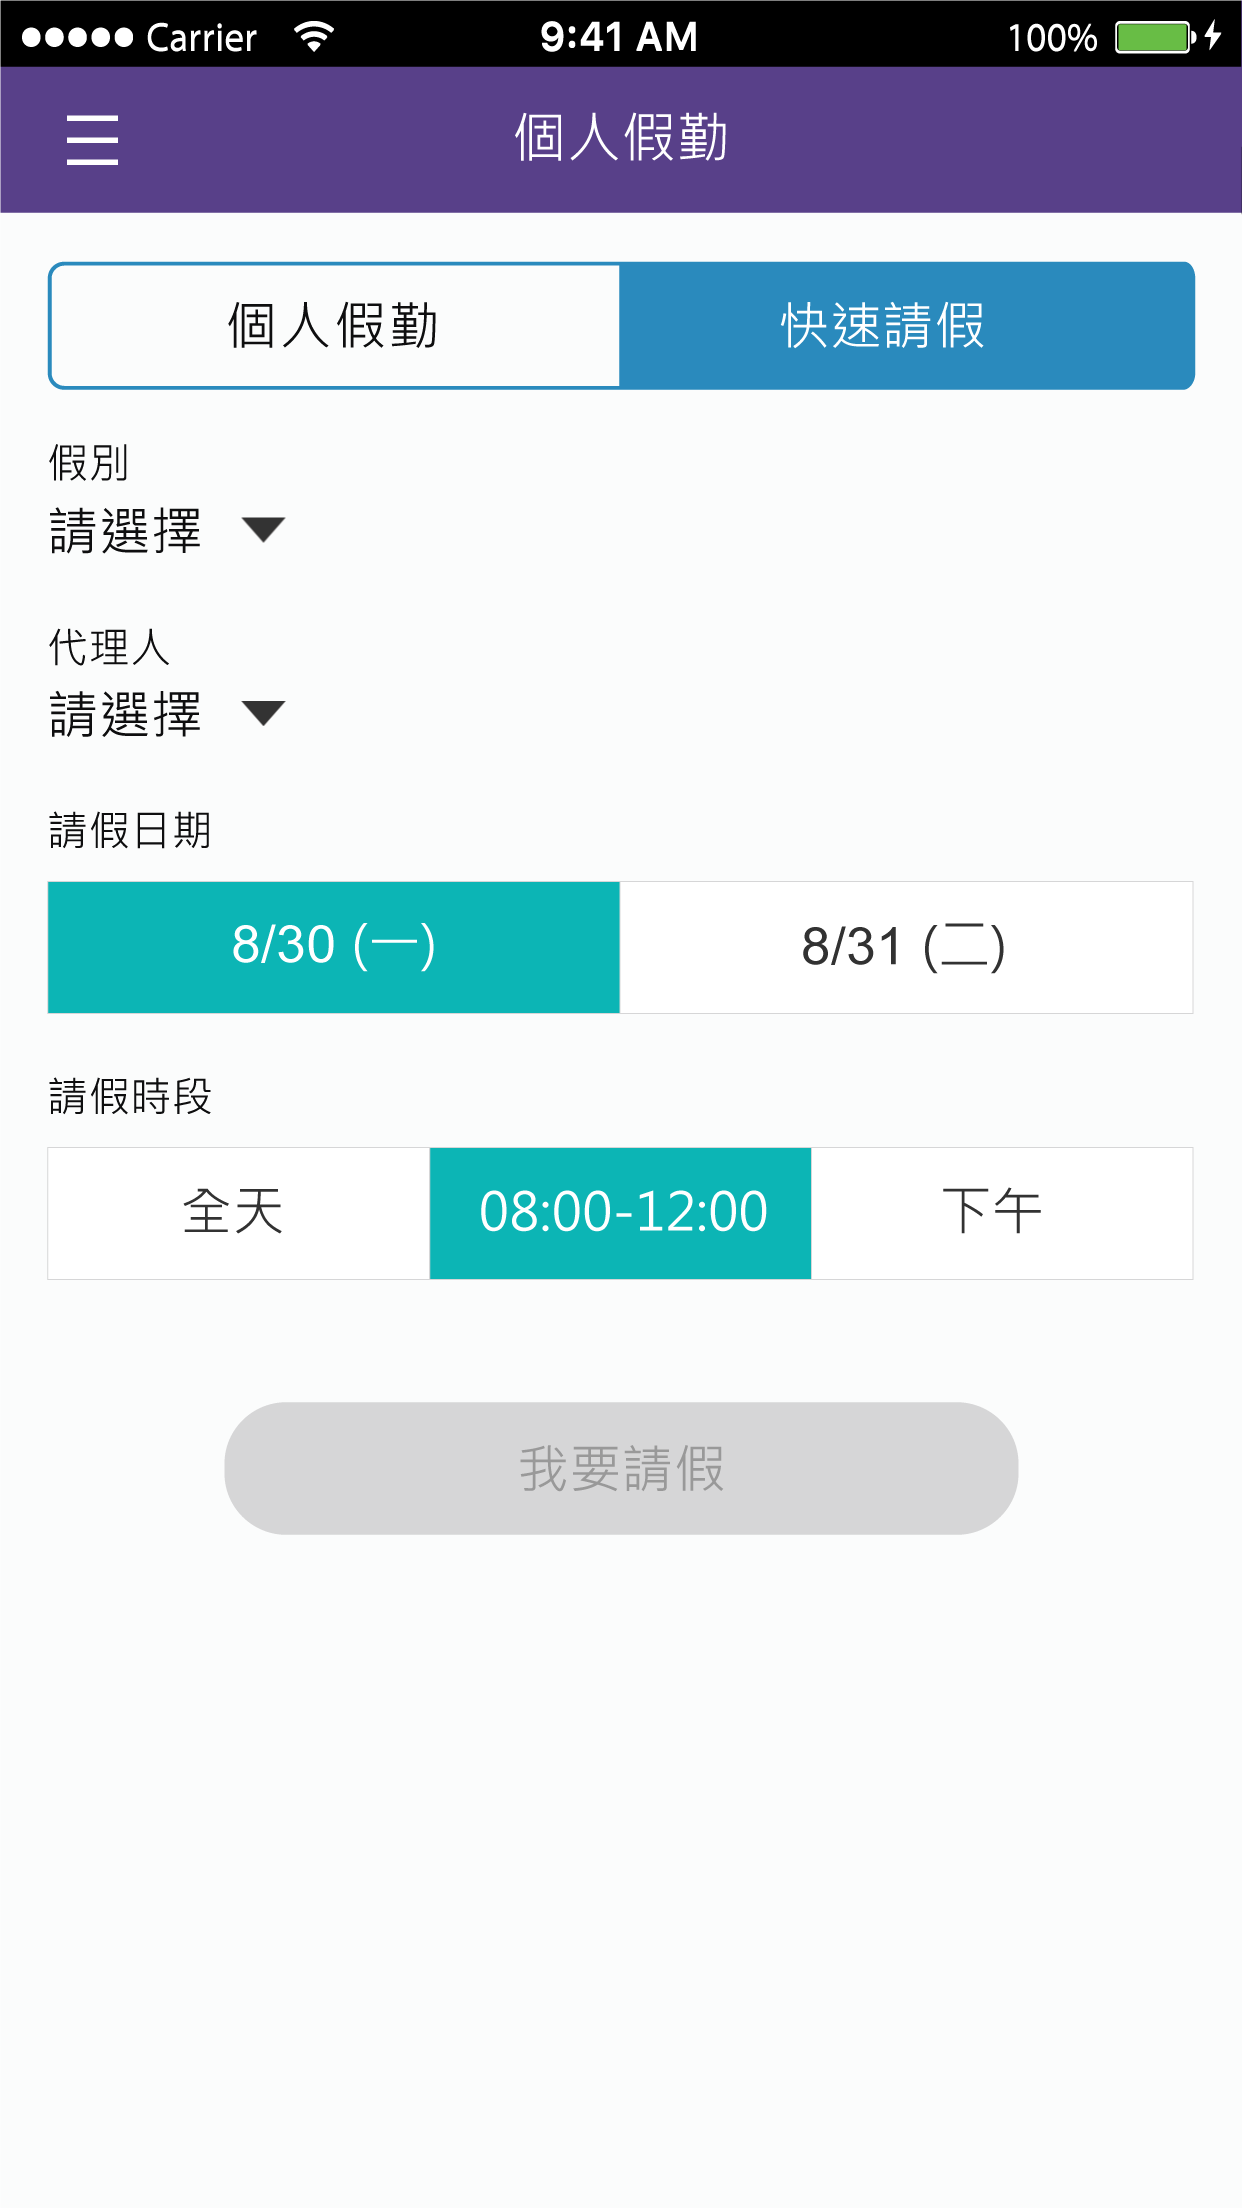 Carrier 9:41 AM 100%
個人假勤
個人假勤 快速請假
假別
請選擇
代理人
請選擇
請假日期
8/30 (一) 8/31 (二)
請假時段
全天 08:00-12:00 下午
我要請假